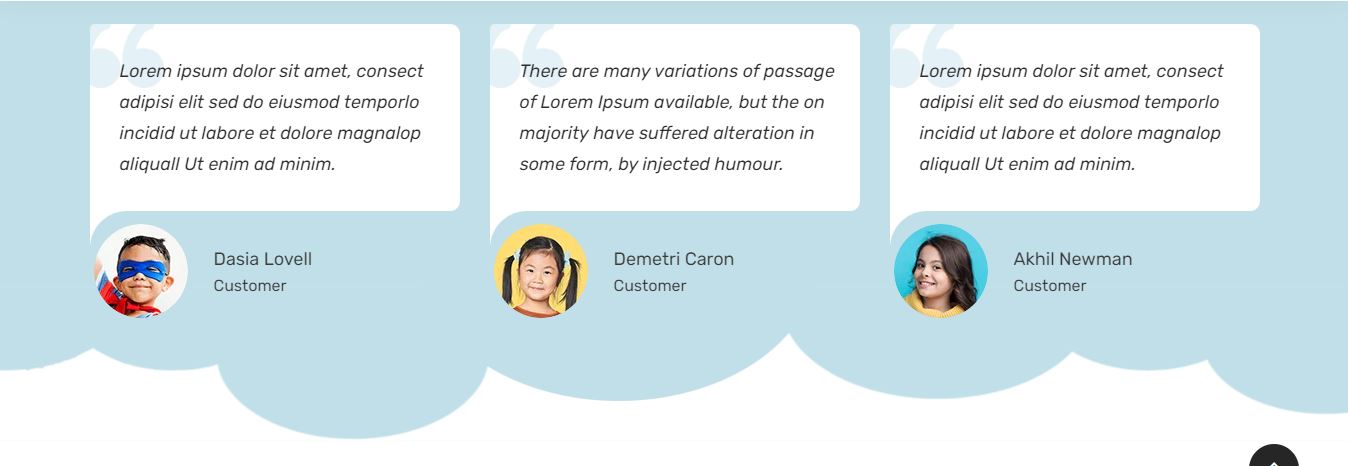 Lorem ipsum dolor sit amet, consect
adipisi elit sed do eiusmod temporlo
incidid ut labore et dolore magnalop
aliquall Ut enim ad minim.
Dasia Lovell
Customer
There are many variations of passage
of Lorem Ipsum available, but the on
majority have suffered alteration in
some form, by injected humour.
Demetri Caron
Customer
Lorem ipsum dolor sit amet, consect
adipisi elit sed do eiusmod temporlo
incidid ut labore et dolore magnalop
aliquall Ut enim ad minim.
Akhil Newman
Customer